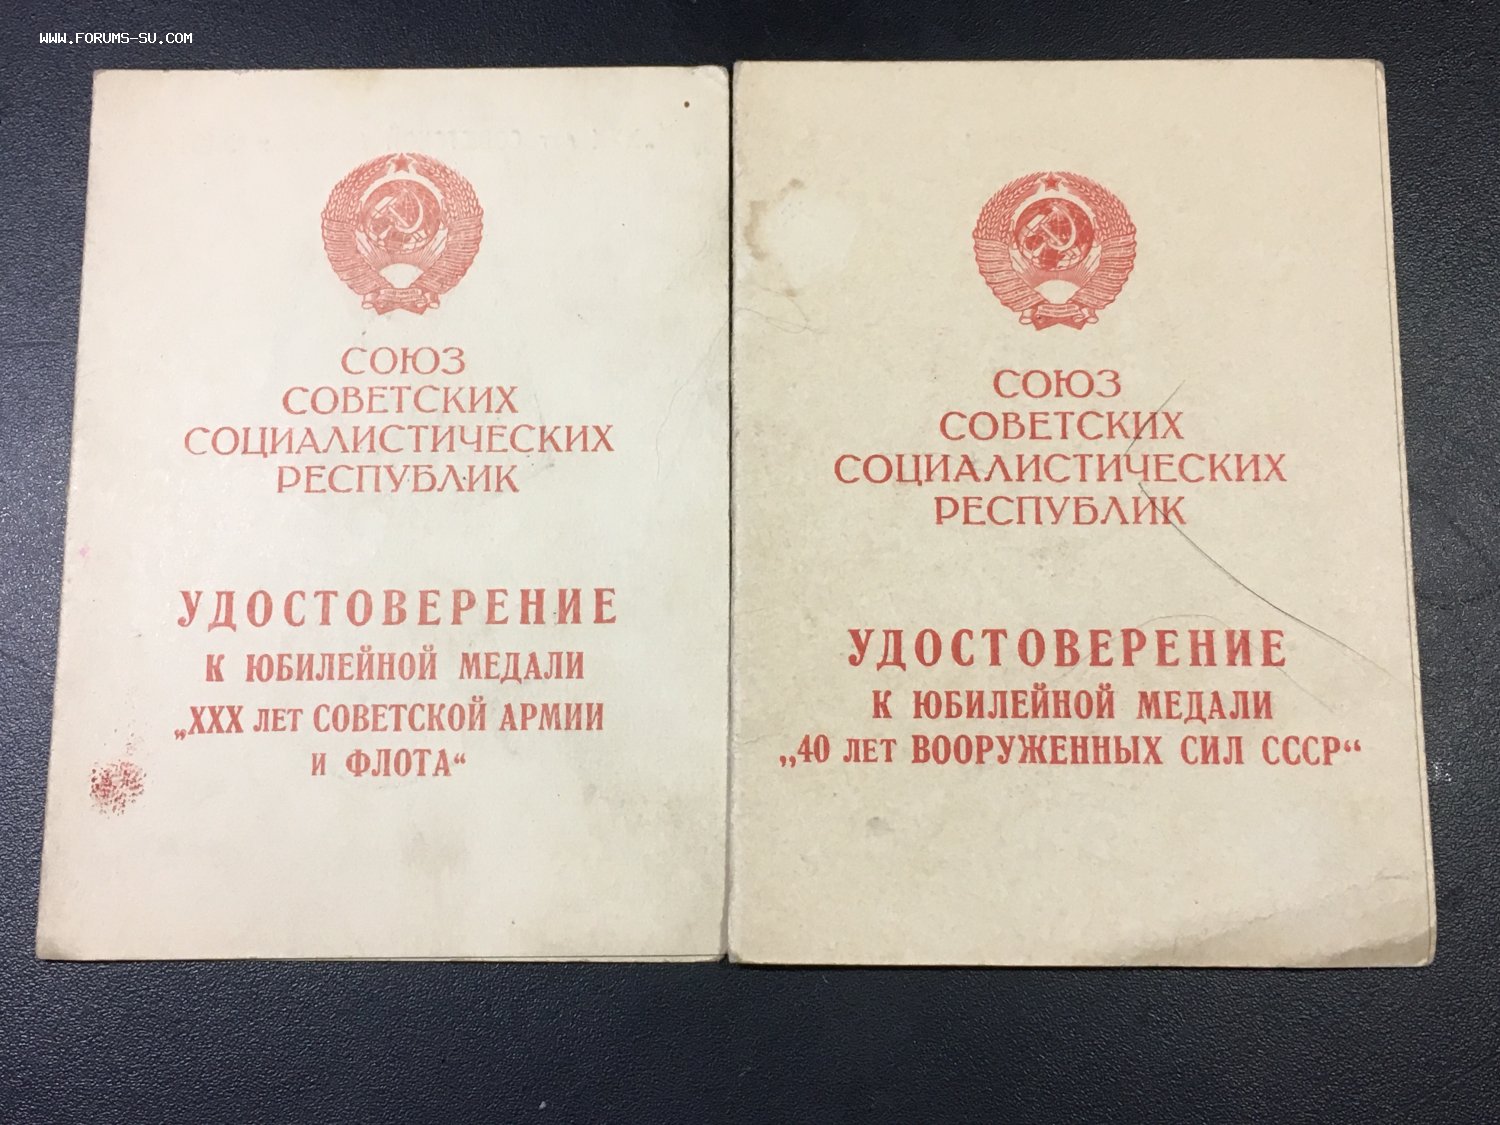 WWW.FORUMS-SU.COM
СОЮЗ
СОВЕТСКИХ
СОЦИАЛИСТИЧЕСКИХ
РЕСПУБЛИК
УДОСТОВЕРЕНИЕ
К ЮБИЛЕЙНОЙ МЕДАЛИ
„XXX ЛЕТ СОВЕТСКОЙ АРМИИ
И ФЛОТА“
СОЮЗ
СОВЕТСКИХ
СОЦИАЛИСТИЧЕСКИХ
РЕСПУБЛИК
УДОСТОВЕРЕНИЕ
К ЮБИЛЕЙНОЙ МЕДАЛИ
„40 ЛЕТ ВООРУЖЕННЫХ СИЛ СССР“